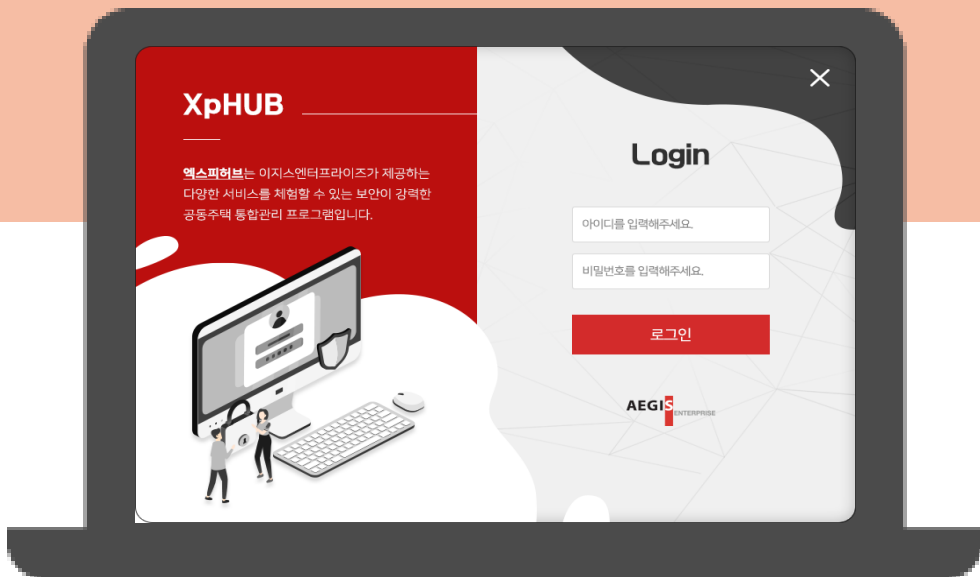 XpHUB
엑스피허브는 이지스엔터프라이즈가 제공하는
다양한 서비스를 체험할 수 있는 보안이 강력한
공동주택 통합관리 프로그램입니다.
Login
아이디를 입력해주세요.
비밀번호를 입력해주세요.
로그인
AEGIS ENTERPRISE